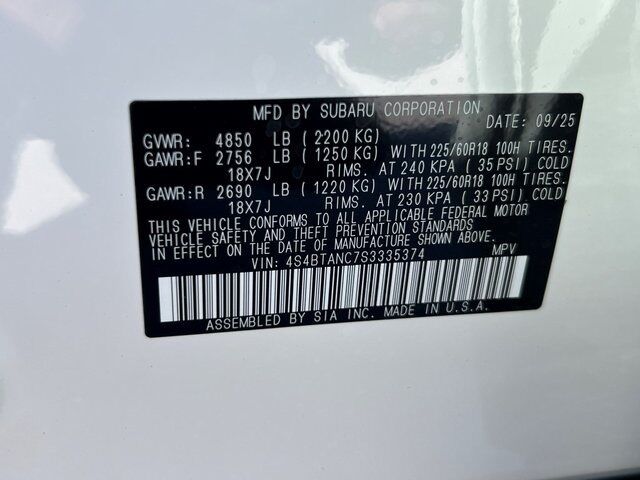 MFD BY SUBARU CORPORATION DATE: 09/25
GVWR: 4850 LB (2200 KG)
GAWR:F 2756 LB (1250 KG) WITH 225/60R18 100H TIRES.
18X7J RIMS. AT 240 KPA (35 PSI) COLD
GAWR:R 2690 LB (1220 KG) WITH 225/60R18 100H TIRES.
18X7J RIMS. AT 230 KPA (33 PSI) COLD
THIS VEHICLE CONFORMS TO ALL APPLICABLE FEDERAL MOTOR
VEHICLE SAFETY AND THEFT PREVENTION STANDARDS
IN EFFECT ON THE DATE OF MANUFACTURE SHOWN ABOVE.
VIN: 4S4BTANC7S3335374 MPV
ASSEMBLED BY SIA INC. MADE IN U.S.A.